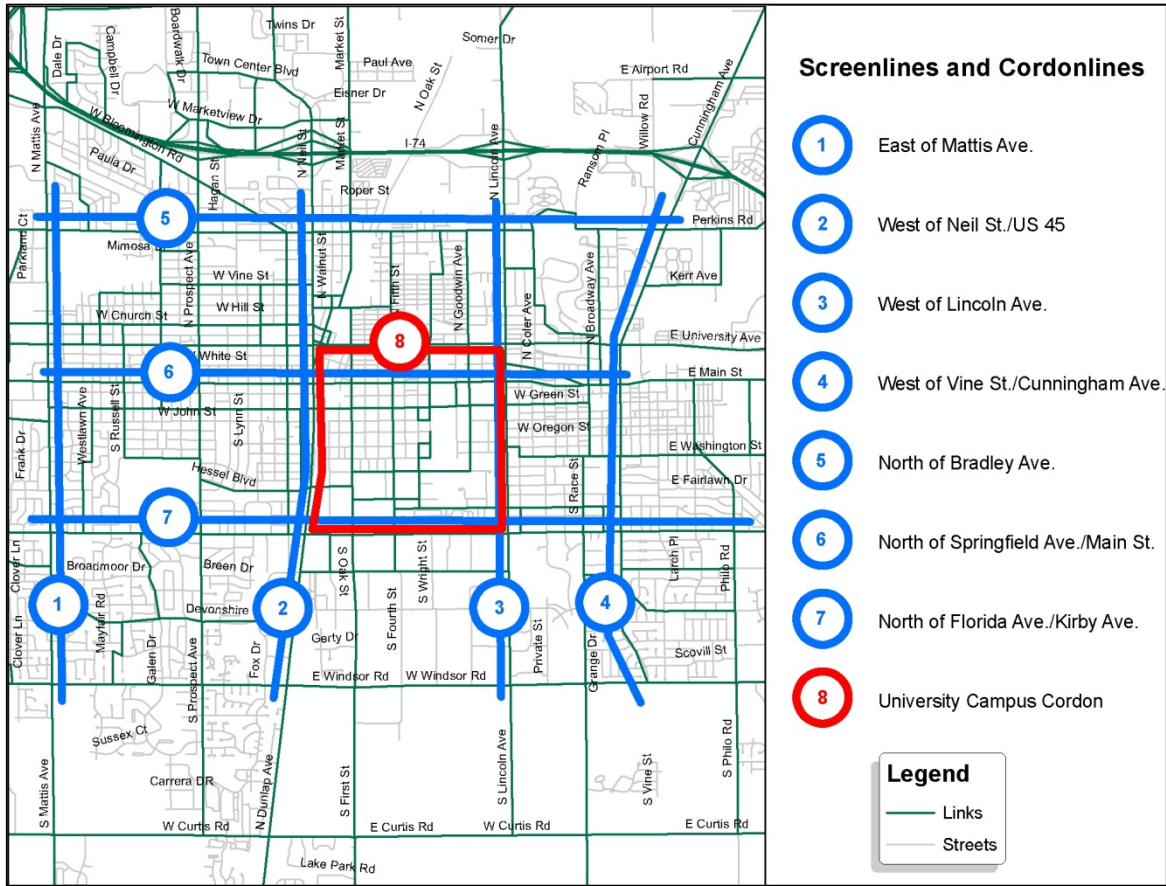 Twins Dr
Somer Dr
Boardwalk Dr
Campbell Dr
Dale Dr
Market St
Town Center Blvd
Paul Ave
N Oak St
E Airport Rd
Cunningham Ave
Eisner Dr
Willow Rd
N Mattis Ave
W Marketview Dr
W Bloomington Rd
N Neil St
Market St
I-74
N Lincoln Ave
Ransom Pl
Paula Dr
Hagan St
Roper St
Parkland Ct
5
Perkins Rd
N Prospect Ave
N Walnut St
N Goodwin Ave
N Broadway Ave
W Vine St
Kerr Ave
W Hill St
W Church St
N Coler Ave
8
E University Ave
White St
6
E Main St
Westlawn Ave
S Russell St
W John St
S Lynn St
W Green St
W Oregon St
Frank Dr
E Washington St
Hessel Blvd
S Race St
E Fairlawn Dr
7
Clover Ln
Broadmoor Dr
Breen Dr
S Oak St
S Wright St
Larch Pl
Philo Rd
1
2
3
4
Devonshire
Mayfair Rd
Clover Ln
Galen Dr
Fox Dr
Gerty Dr
S Fourth St
Private St
Grange Dr
Scovill St
S Prospect Ave
E Windsor Rd
W Windsor Rd
Sussex Ct
S Mattis Ave
Carrera DR
N Dunlap Ave
S First St
S Lincoln Ave
S Vine St
S Philo Rd
W Curtis Rd
E Curtis Rd
W Curtis Rd
E Curtis Rd
Lake Park Rd
Screenlines and Cordonlines
1 East of Mattis Ave.
2 West of Neil St./US 45
3 West of Lincoln Ave.
4 West of Vine St./Cunningham Ave.
5 North of Bradley Ave.
6 North of Springfield Ave./Main St.
7 North of Florida Ave./Kirby Ave.
8 University Campus Cordon
Legend
Links
Streets